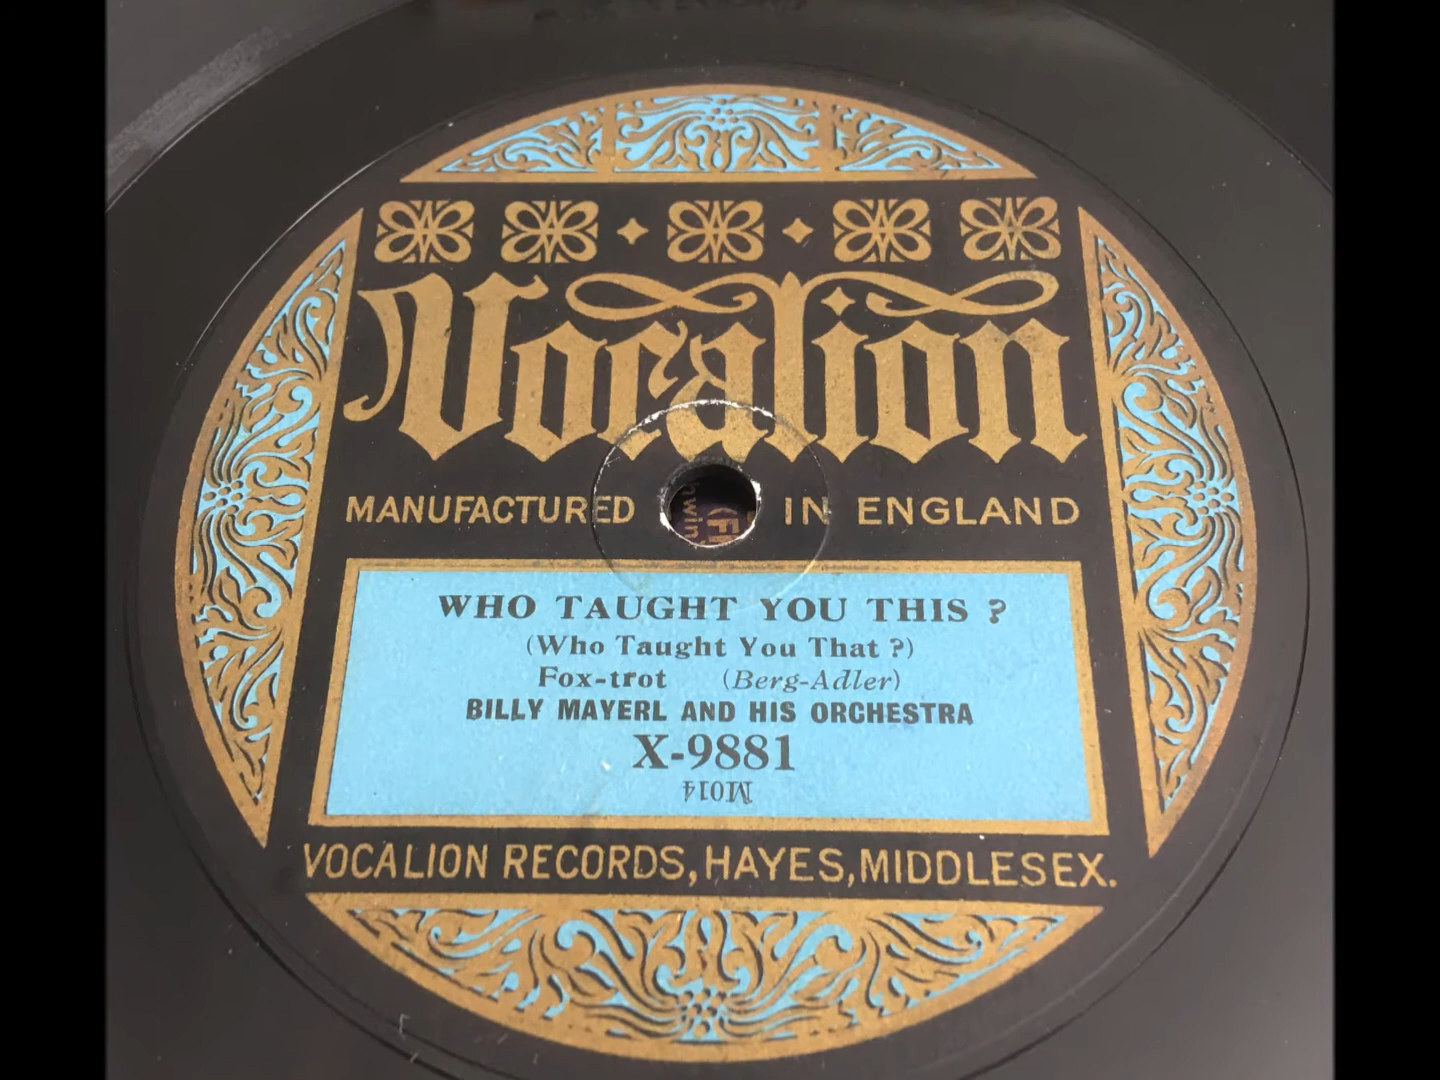 Vocalion
MANUFACTURED IN ENGLAND
WHO TAUGHT YOU THIS ?
(Who Taught You That ?)
Fox-trot (Berg-Adler)
BILLY MAYERL AND HIS ORCHESTRA
X-9881
M014
VOCALION RECORDS, HAYES, MIDDLESEX.